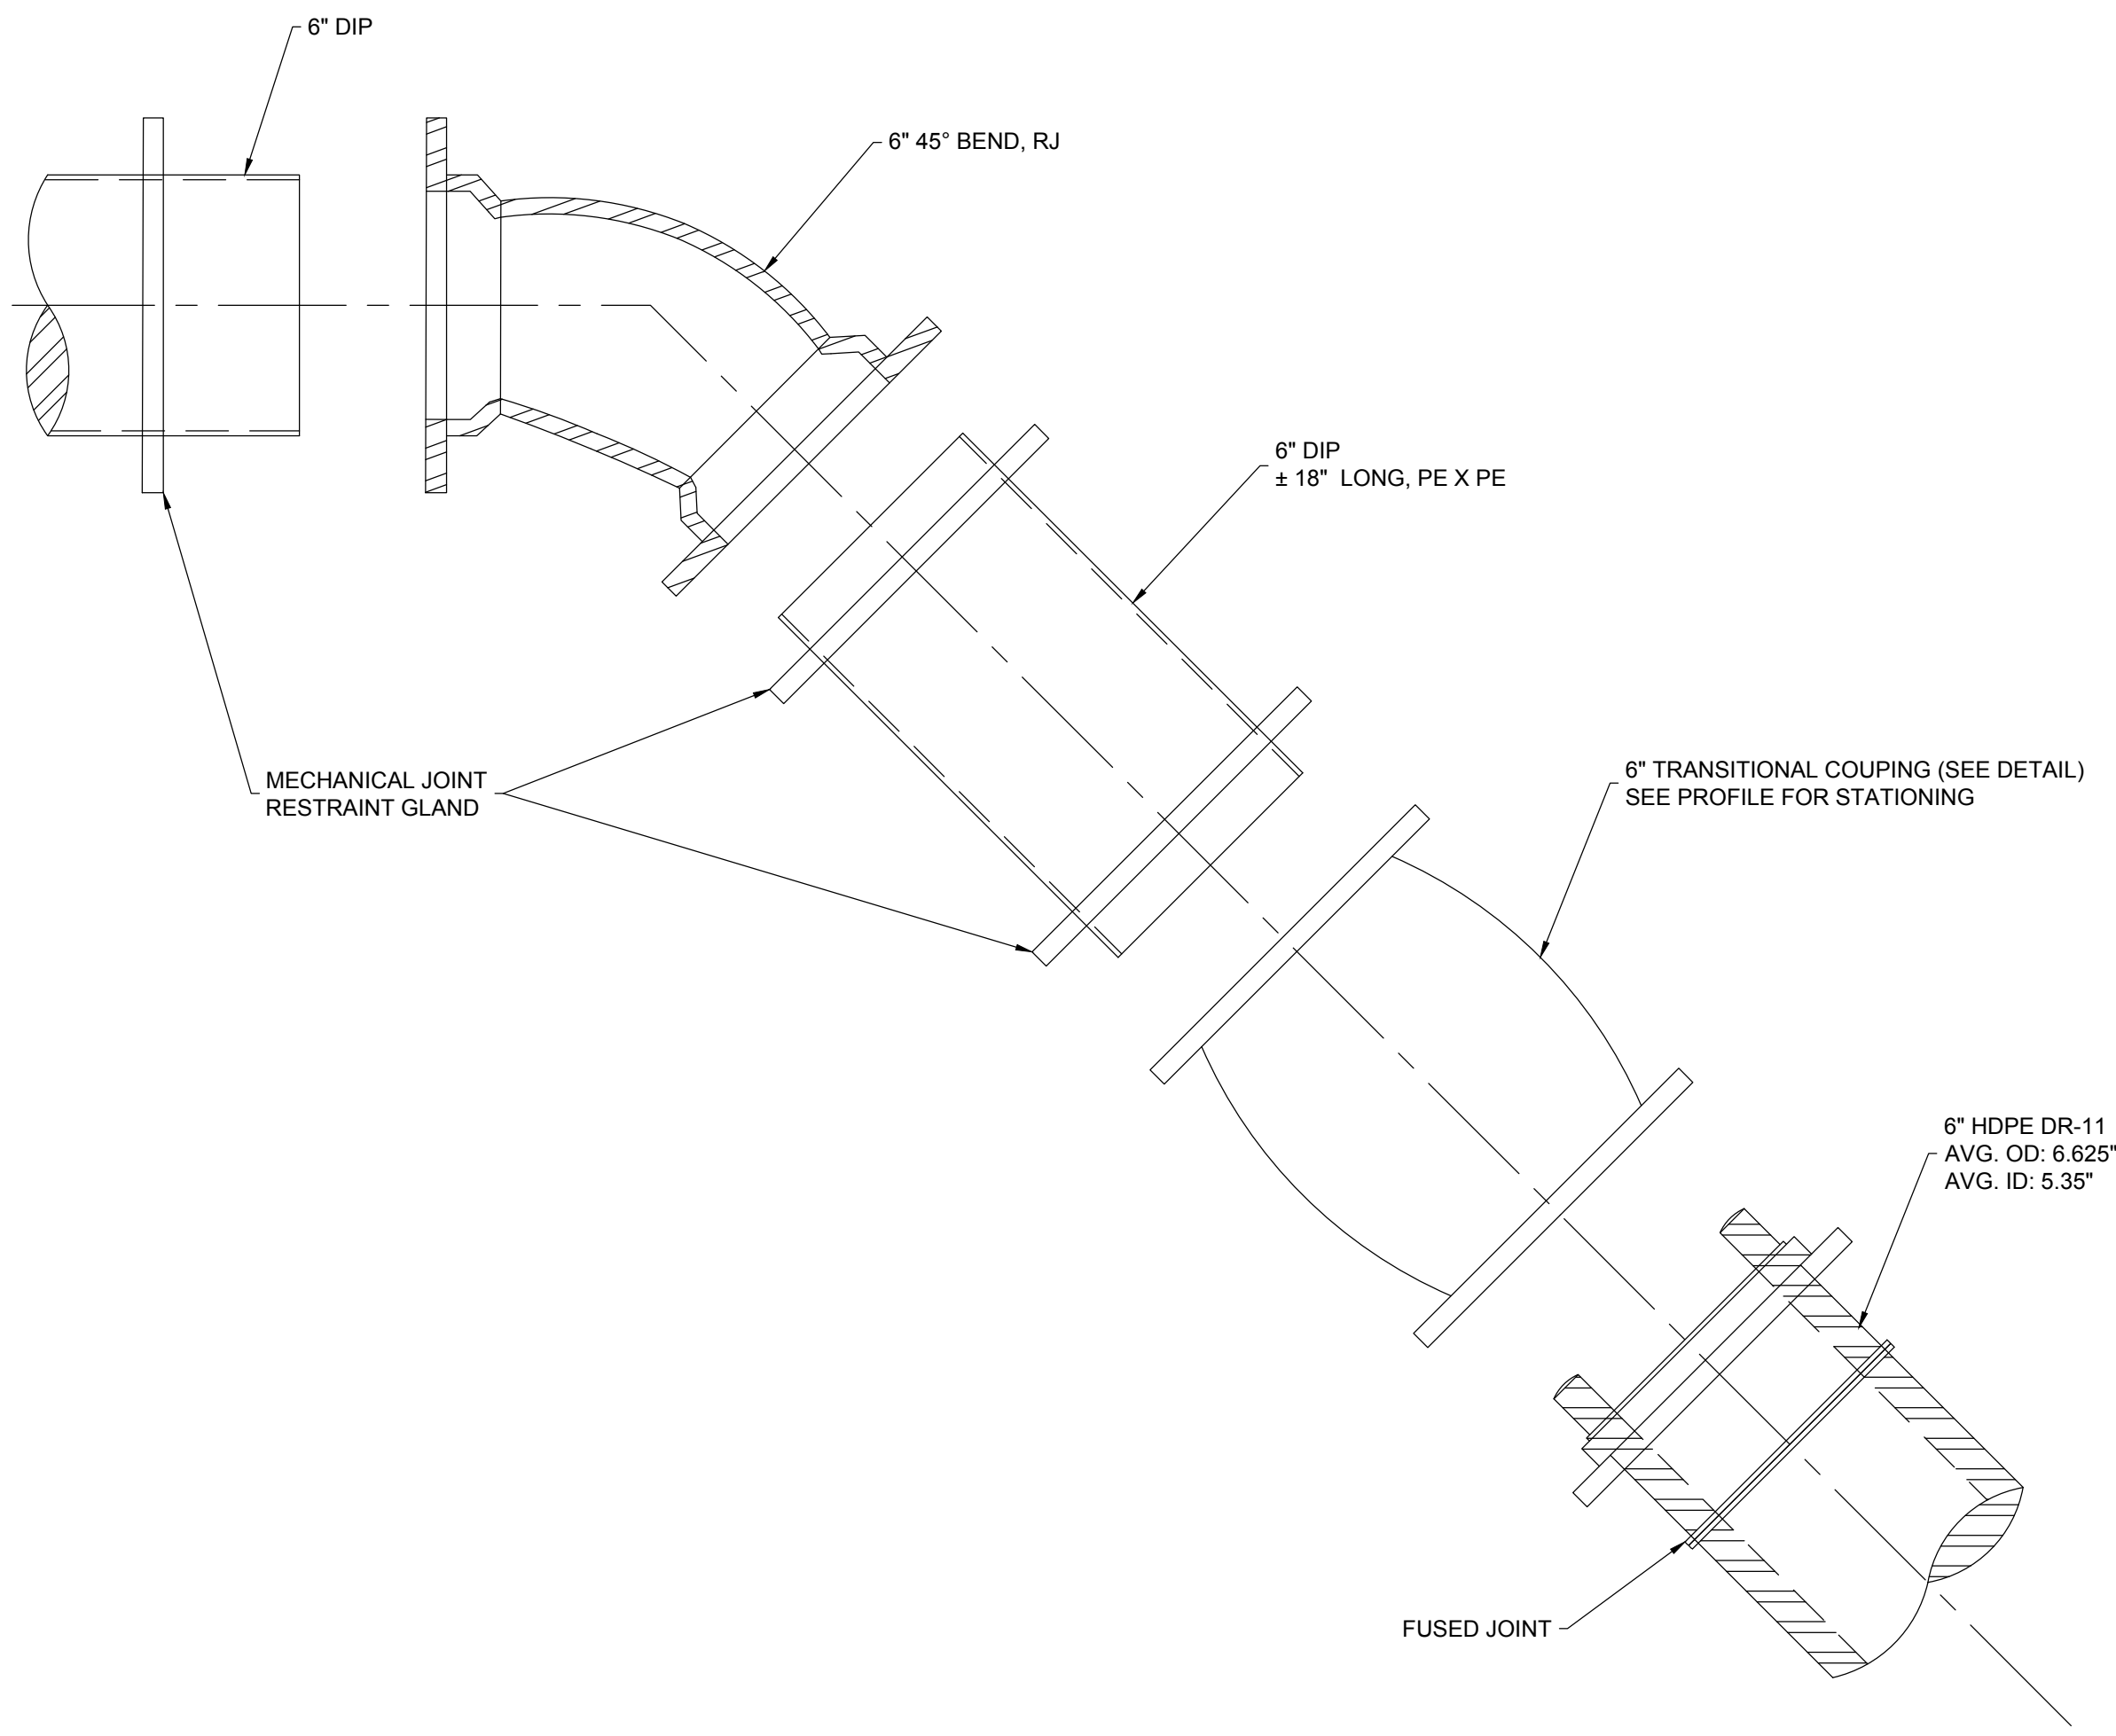 6" DIP
6" 45° BEND, RJ
6" DIP
± 18" LONG, PE X PE
MECHANICAL JOINT
RESTRAINT GLAND
6" TRANSITIONAL COUPING (SEE DETAIL)
SEE PROFILE FOR STATIONING
6" HDPE DR-11
AVG. OD: 6.625"
AVG. ID: 5.35"
FUSED JOINT